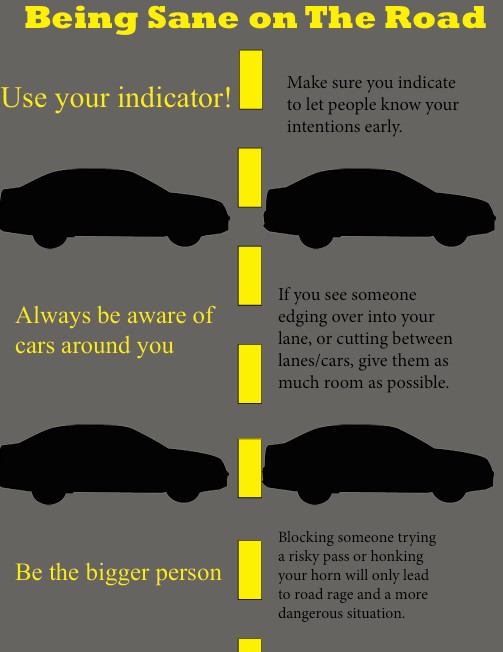 Being Sane on The Road
Use your indicator!
Make sure you indicate
to let people know your
intentions early.
Always be aware of
cars around you
If you see someone
edging over into your
lane, or cutting between
lanes/cars, give them as
much room as possible.
Be the bigger person
Blocking someone trying
a risky pass or honking
your horn will only lead
to road rage and a more
dangerous situation.